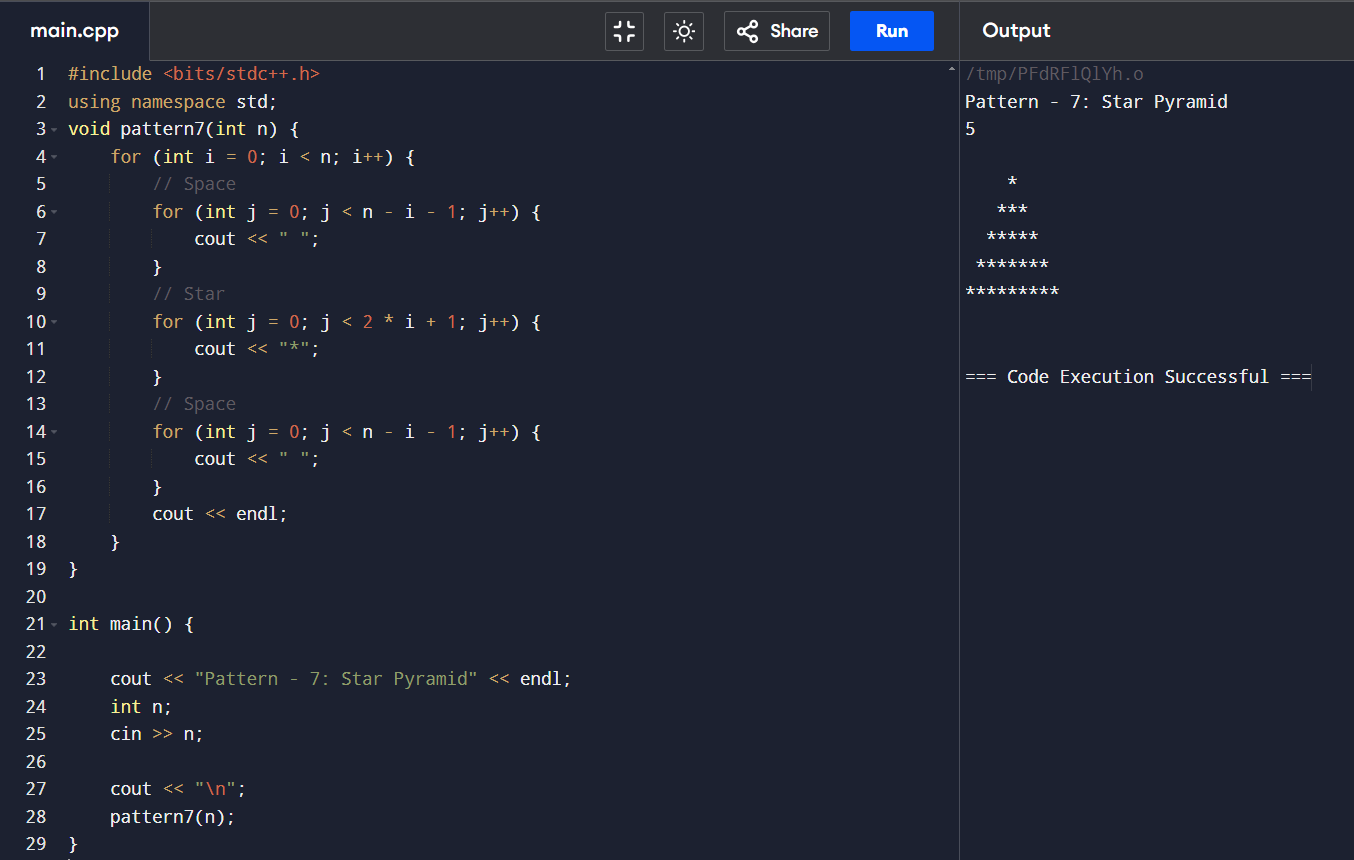 main.cpp Share Run Output
1 #include <bits/stdc++.h>
2 using namespace std;
3 void pattern7(int n) {
4     for (int i = 0; i < n; i++) {
5         // Space
6         for (int j = 0; j < n - i - 1; j++) {
7             cout << " ";
8         }
9         // Star
10         for (int j = 0; j < 2 * i + 1; j++) {
11             cout << "*";
12         }
13         // Space
14         for (int j = 0; j < n - i - 1; j++) {
15             cout << " ";
16         }
17         cout << endl;
18     }
19 }
20
21 int main() {
22
23     cout << "Pattern - 7: Star Pyramid" << endl;
24     int n;
25     cin >> n;
26
27     cout << "\n";
28     pattern7(n);
29 }
/tmp/PFdRFlQlYh.o
Pattern - 7: Star Pyramid
5
    *
   ***
  *****
 *******
*********
=== Code Execution Successful ===